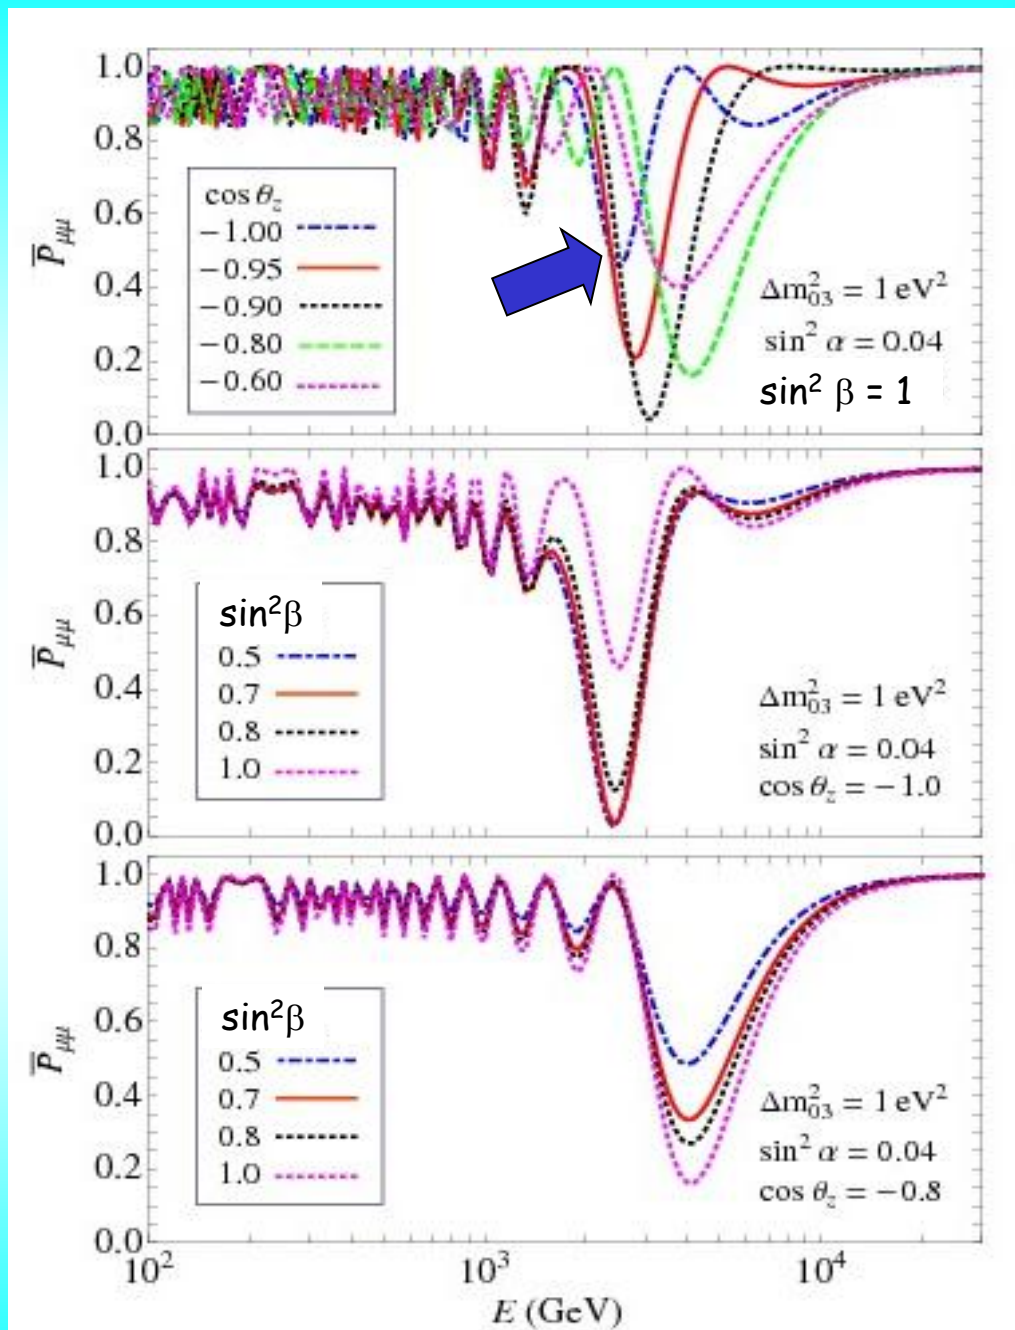 1.0
0.8
0.6
0.4
0.2
0.0
P̅μμ
cos θz
−1.00
−0.95
−0.90
−0.80
−0.60
Δm²₀₃ = 1 eV²
sin² α = 0.04
sin² β = 1
1.0
0.8
0.6
0.4
0.2
0.0
P̅μμ
sin²β
0.5
0.7
0.8
1.0
Δm²₀₃ = 1 eV²
sin² α = 0.04
cos θz = −1.0
1.0
0.8
0.6
0.4
0.2
0.0
P̅μμ
sin²β
0.5
0.7
0.8
1.0
Δm²₀₃ = 1 eV²
sin² α = 0.04
cos θz = −0.8
10² 10³ 10⁴
E (GeV)